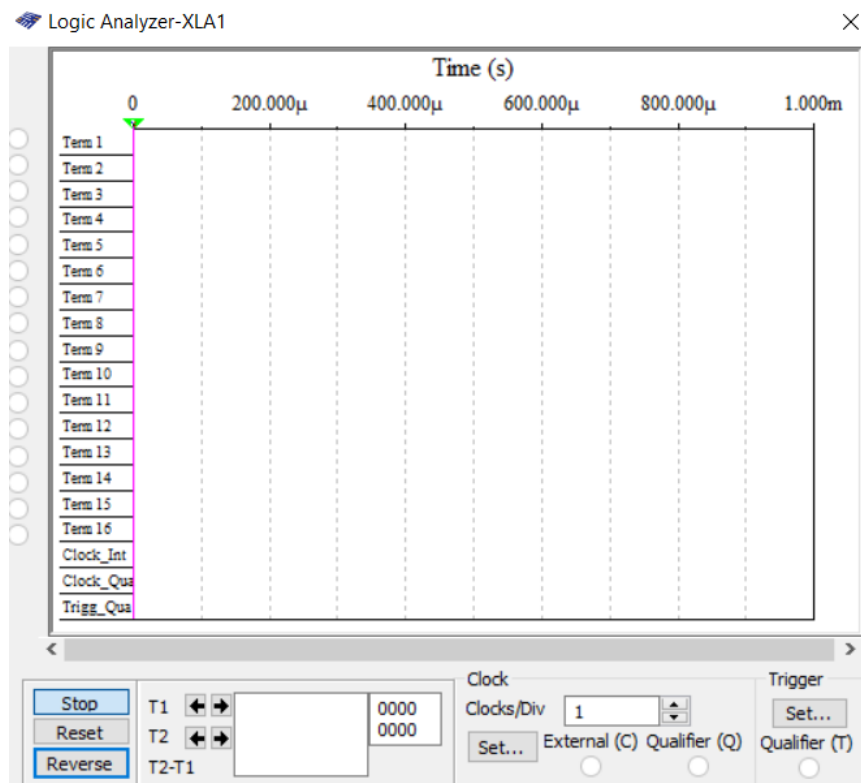 Logic Analyzer-XLA1
Time (s)
0 200.000µ 400.000µ 600.000µ 800.000µ 1.000m
Term 1
Term 2
Term 3
Term 4
Term 5
Term 6
Term 7
Term 8
Term 9
Term 10
Term 11
Term 12
Term 13
Term 14
Term 15
Term 16
Clock_Int
Clock_Qua
Trigg_Qua
Stop
Reset
Reverse
T1
T2
T2-T1
0000
0000
Clock
Clocks/Div 1
Set... External (C) Qualifier (Q)
Trigger
Set...
Qualifier (T)